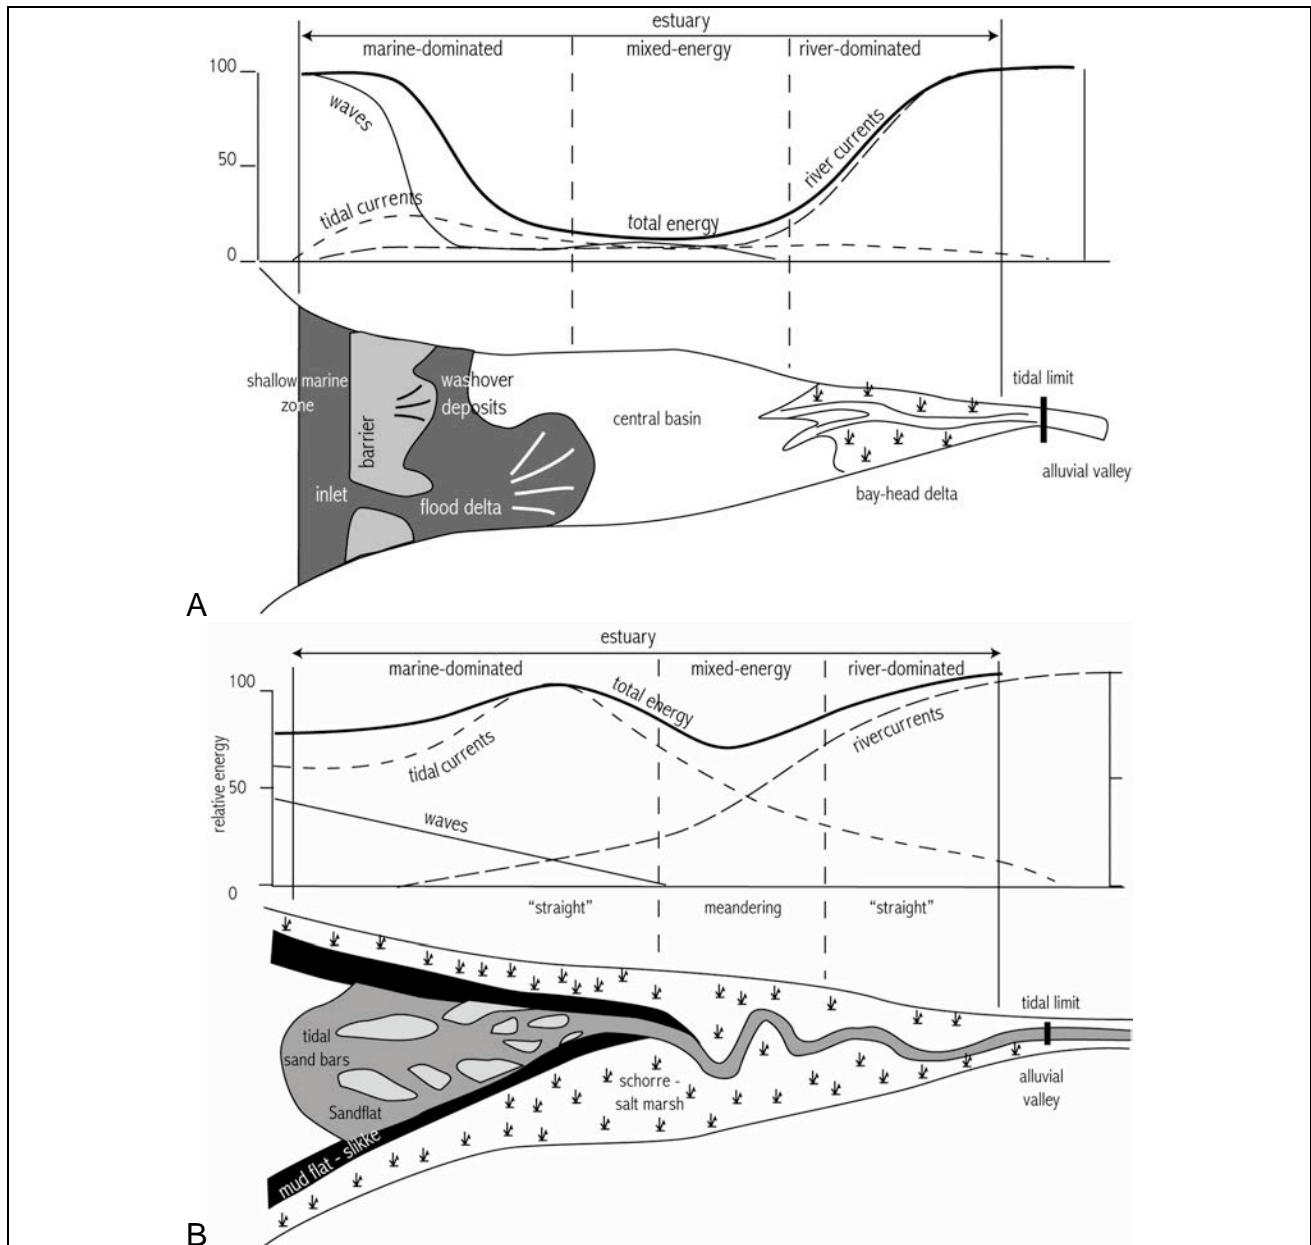 estuary
marine-dominated
mixed-energy
river-dominated
100
50
0
waves
tidal currents
total energy
river currents
shallow marine
zone
barrier
washover
deposits
inlet
flood delta
central basin
tidal limit
alluvial valley
bay-head delta
A
estuary
marine-dominated
mixed-energy
river-dominated
100
50
0
relative energy
tidal currents
total energy
rivercurrents
waves
"straight"
meandering
"straight"
tidal
sand bars
Sandflat
mud flat - slikke
schorre -
salt marsh
tidal limit
alluvial
valley
B